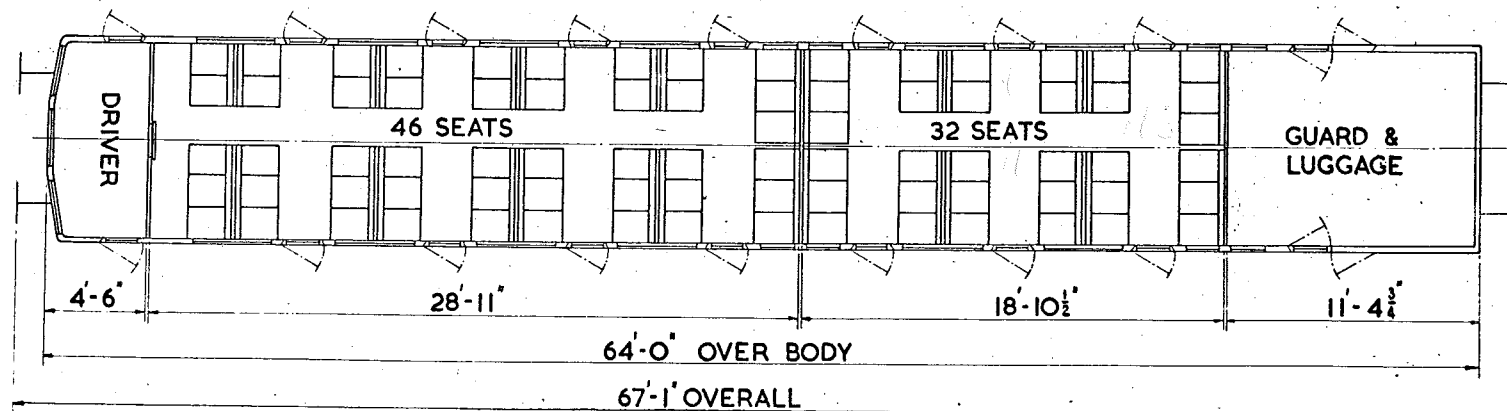 DRIVER
46 SEATS
32 SEATS
GUARD &
LUGGAGE
4'-6"
28'-11"
18'-10½"
11'-4¾"
64'-0" OVER BODY
67'-1" OVERALL